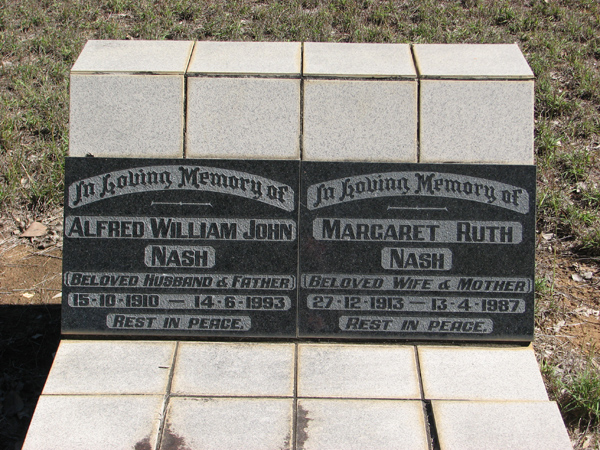 In Loving Memory of
ALFRED WILLIAM JOHN
NASH
(BELOVED HUSBAND & FATHER)
15-10-1910 — 14-6-1993
REST IN PEACE.
In Loving Memory of
MARGARET RUTH
NASH
(BELOVED WIFE & MOTHER)
27-12-1913 — 13-4-1987
REST IN PEACE.